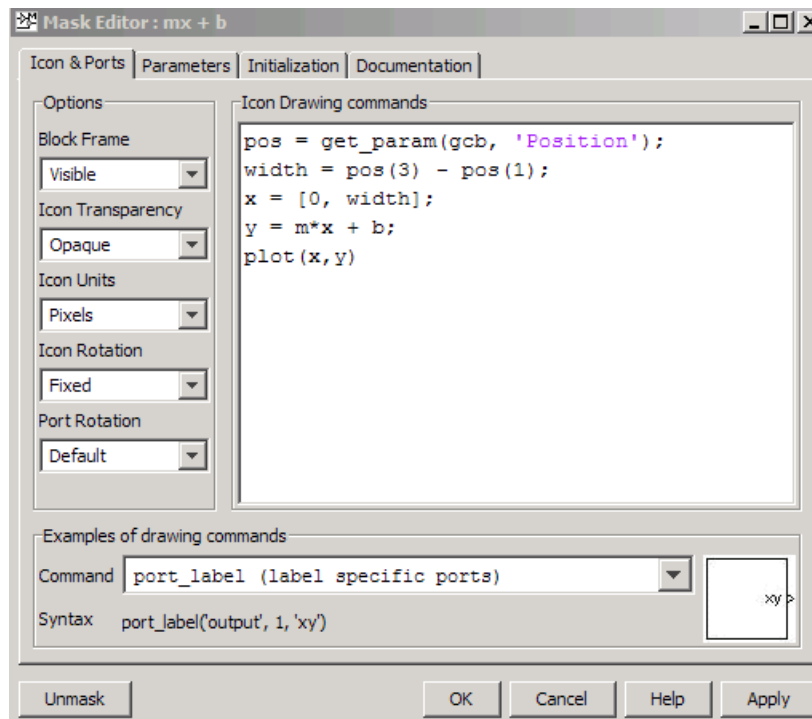 Mask Editor : mx + b
Icon & Ports Parameters Initialization Documentation
Options
Block Frame
Visible
Icon Transparency
Opaque
Icon Units
Pixels
Icon Rotation
Fixed
Port Rotation
Default
Icon Drawing commands
pos = get_param(gcb, 'Position');
width = pos(3) - pos(1);
x = [0, width];
y = m*x + b;
plot(x,y)
Examples of drawing commands
Command port_label (label specific ports)
Syntax port_label('output', 1, 'xy')
xy
Unmask OK Cancel Help Apply